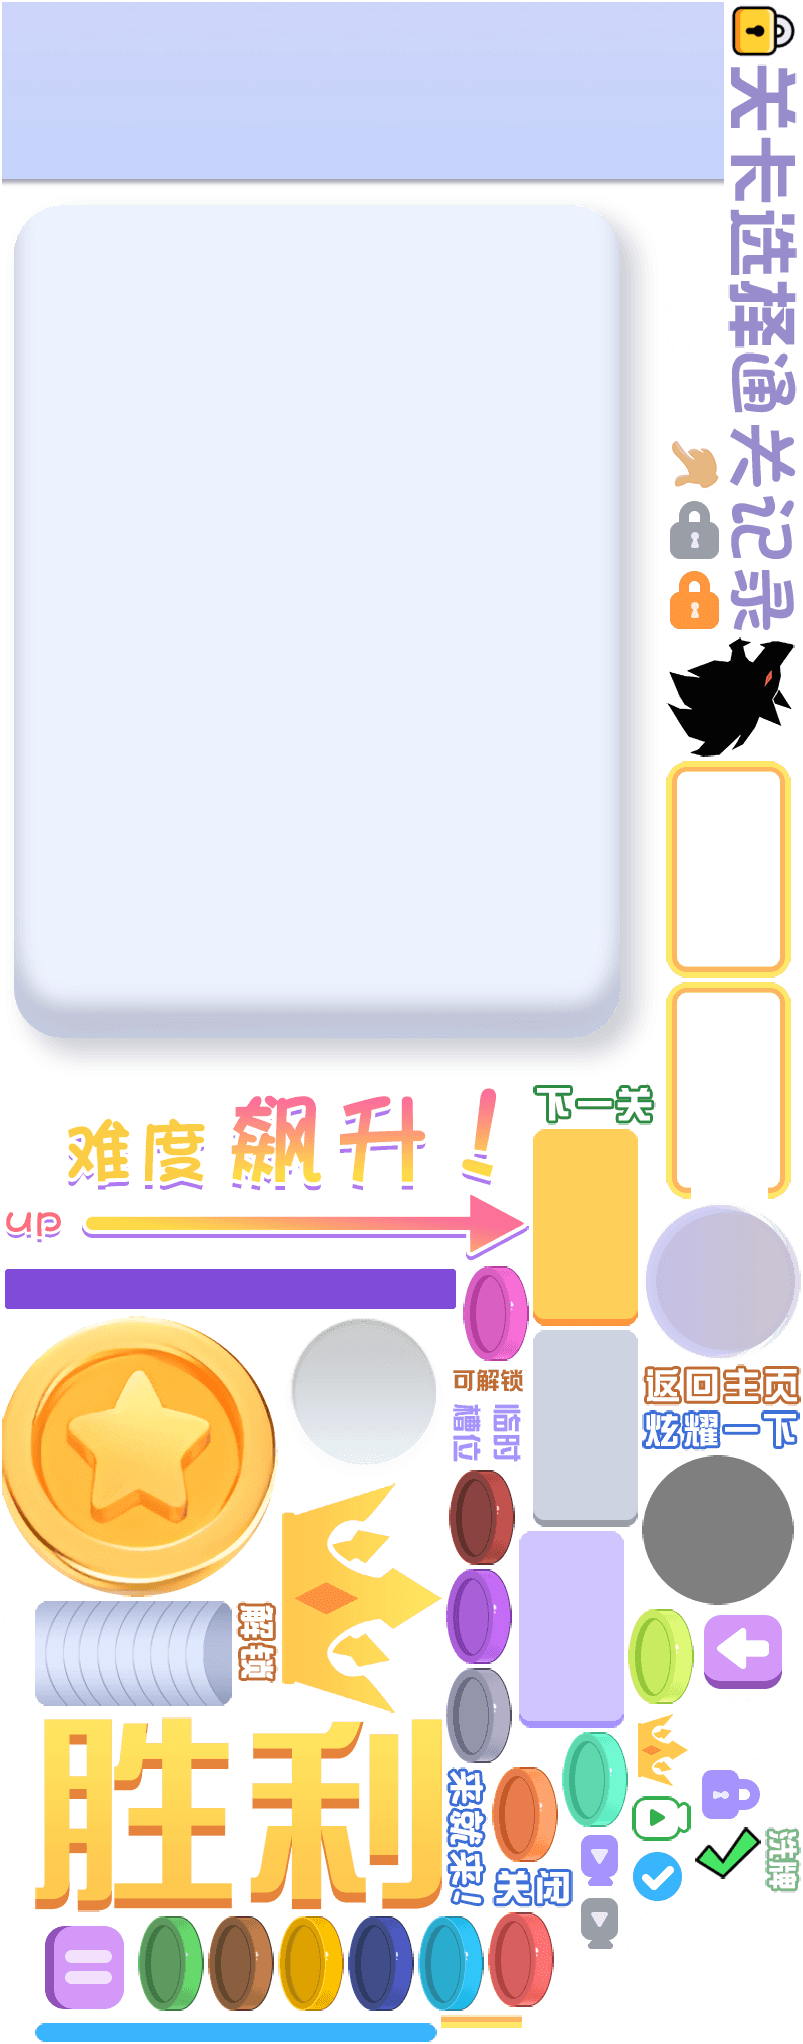 关卡选择
通关记录
难度飙升！
下一关
vip
可解锁
临时
槽位
返回主页
炫耀一下
解锁
胜利
来就来！
关闭
洗牌